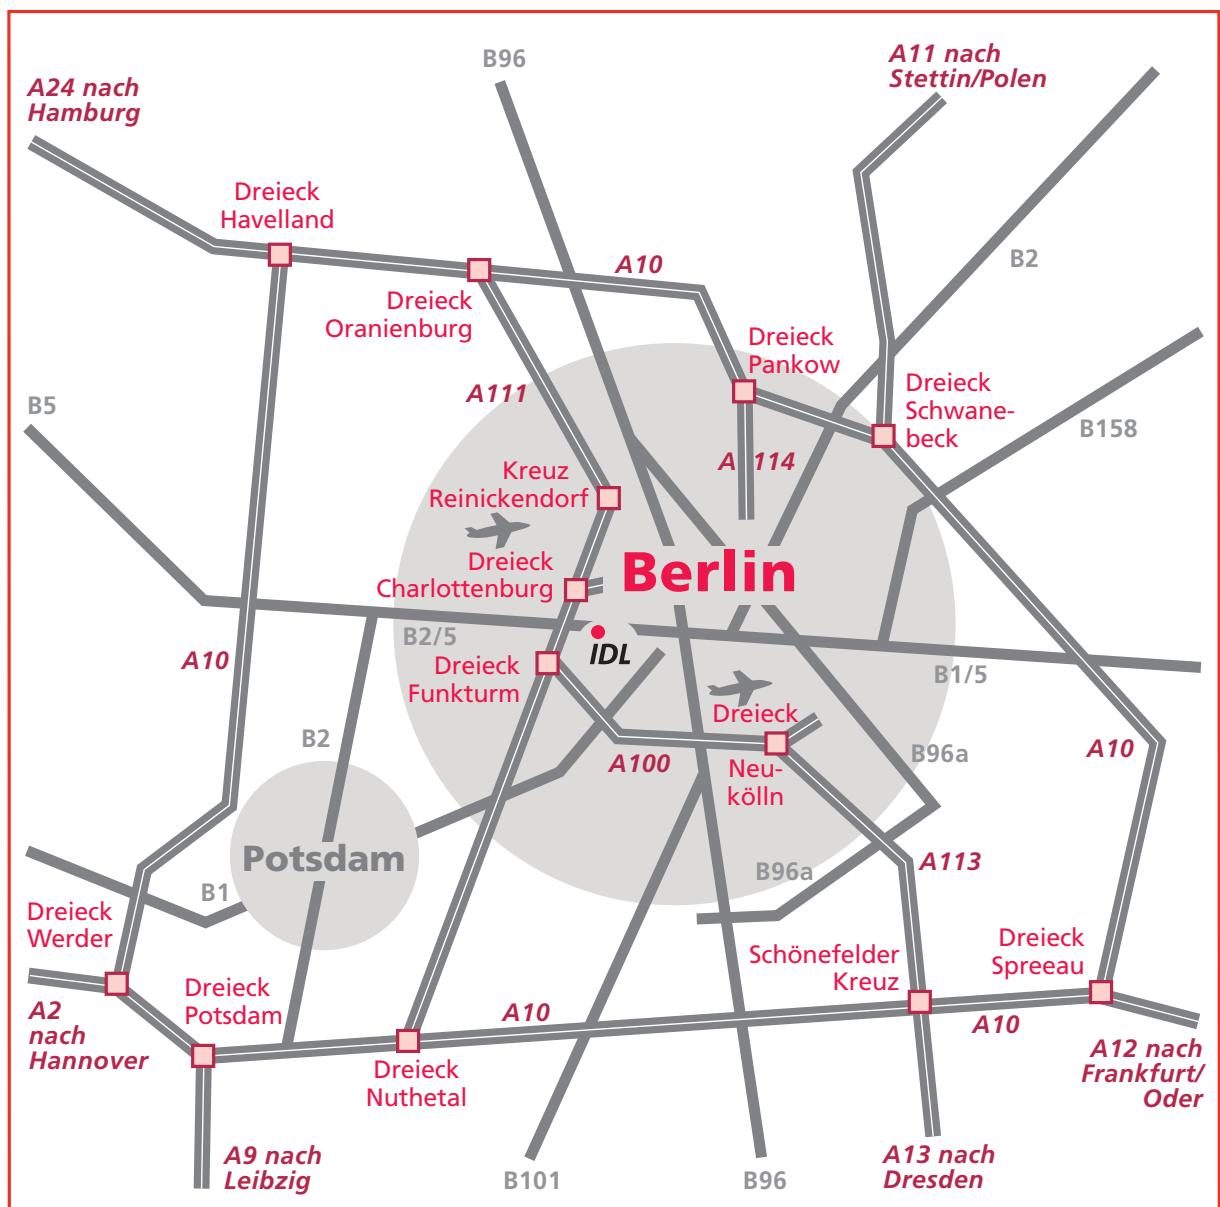 B96
A11 nach
Stettin/Polen
A24 nach
Hamburg
Dreieck
Havelland
B2
A10
Dreieck
Oranienburg
Dreieck
Pankow
A111
Dreieck
Schwane-
beck
B5
B158
A114
Kreuz
Reinickendorf
Dreieck
Charlottenburg
Berlin
B2/5
IDL
A10
Dreieck
Funkturm
B1/5
Dreieck
Neu-
kölln
B2
A100
B96a
A10
Potsdam
A113
B96a
B1
Dreieck
Werder
Schönefelder
Kreuz
Dreieck
Spreeau
Dreieck
Potsdam
A2
nach
Hannover
A10
A10
Dreieck
Nuthetal
A12 nach
Frankfurt/
Oder
A9 nach
Leibzig
B101
B96
A13 nach
Dresden